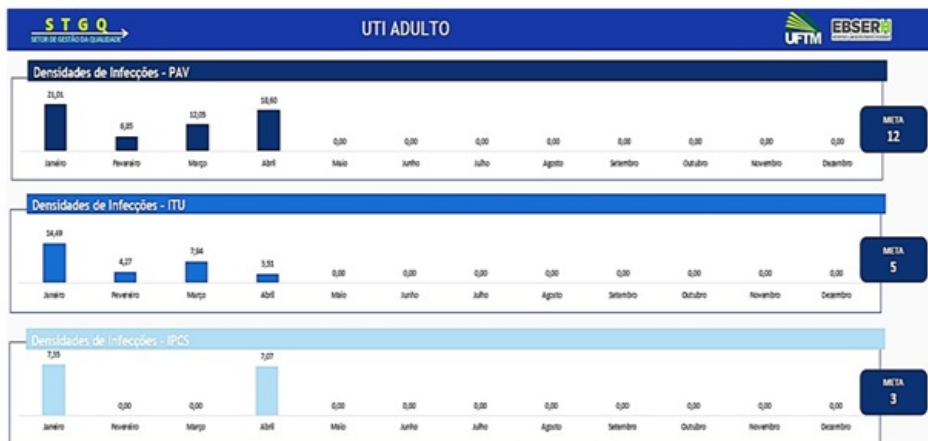 STGQ
SETOR DE GESTÃO DA QUALIDADE
UTI ADULTO
UFTM
EBSERH
Densidades de Infecções - PAV
21,01
6,85
12,05
18,60
0,00 0,00 0,00 0,00 0,00 0,00 0,00 0,00
Janeiro Fevereiro Março Abril Maio Junho Julho Agosto Setembro Outubro Novembro Dezembro
META
12
Densidades de Infecções - ITU
14,49
4,27
7,94
3,31
0,00 0,00 0,00 0,00 0,00 0,00 0,00 0,00
Janeiro Fevereiro Março Abril Maio Junho Julho Agosto Setembro Outubro Novembro Dezembro
META
5
Densidades de Infecções - IPCS
7,35 0,00 0,00 7,07 0,00 0,00 0,00 0,00 0,00 0,00 0,00 0,00
Janeiro Fevereiro Março Abril Maio Junho Julho Agosto Setembro Outubro Novembro Dezembro
META
3